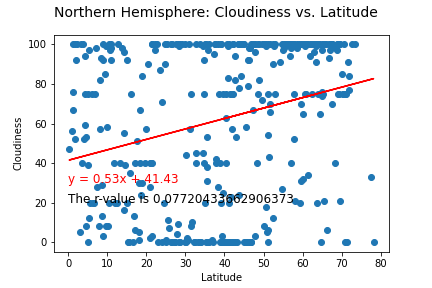 Northern Hemisphere: Cloudiness vs. Latitude
100
80
60
40
20
0
Cloudiness
y = 0.53x + 41.43
The r-value is 0.07720433662906373
0 10 20 30 40 50 60 70 80
Latitude